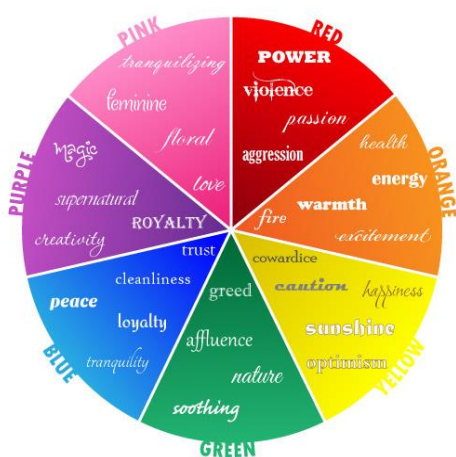 PINK
tranquilizing
feminine
floral
love
RED
POWER
violence
passion
aggression
ORANGE
health
energy
warmth
fire
excitement
YELLOW
cowardice
caution
happiness
sunshine
optimism
GREEN
greed
affluence
nature
soothing
BLUE
trust
cleanliness
peace
loyalty
tranquility
PURPLE
magic
supernatural
ROYALTY
creativity